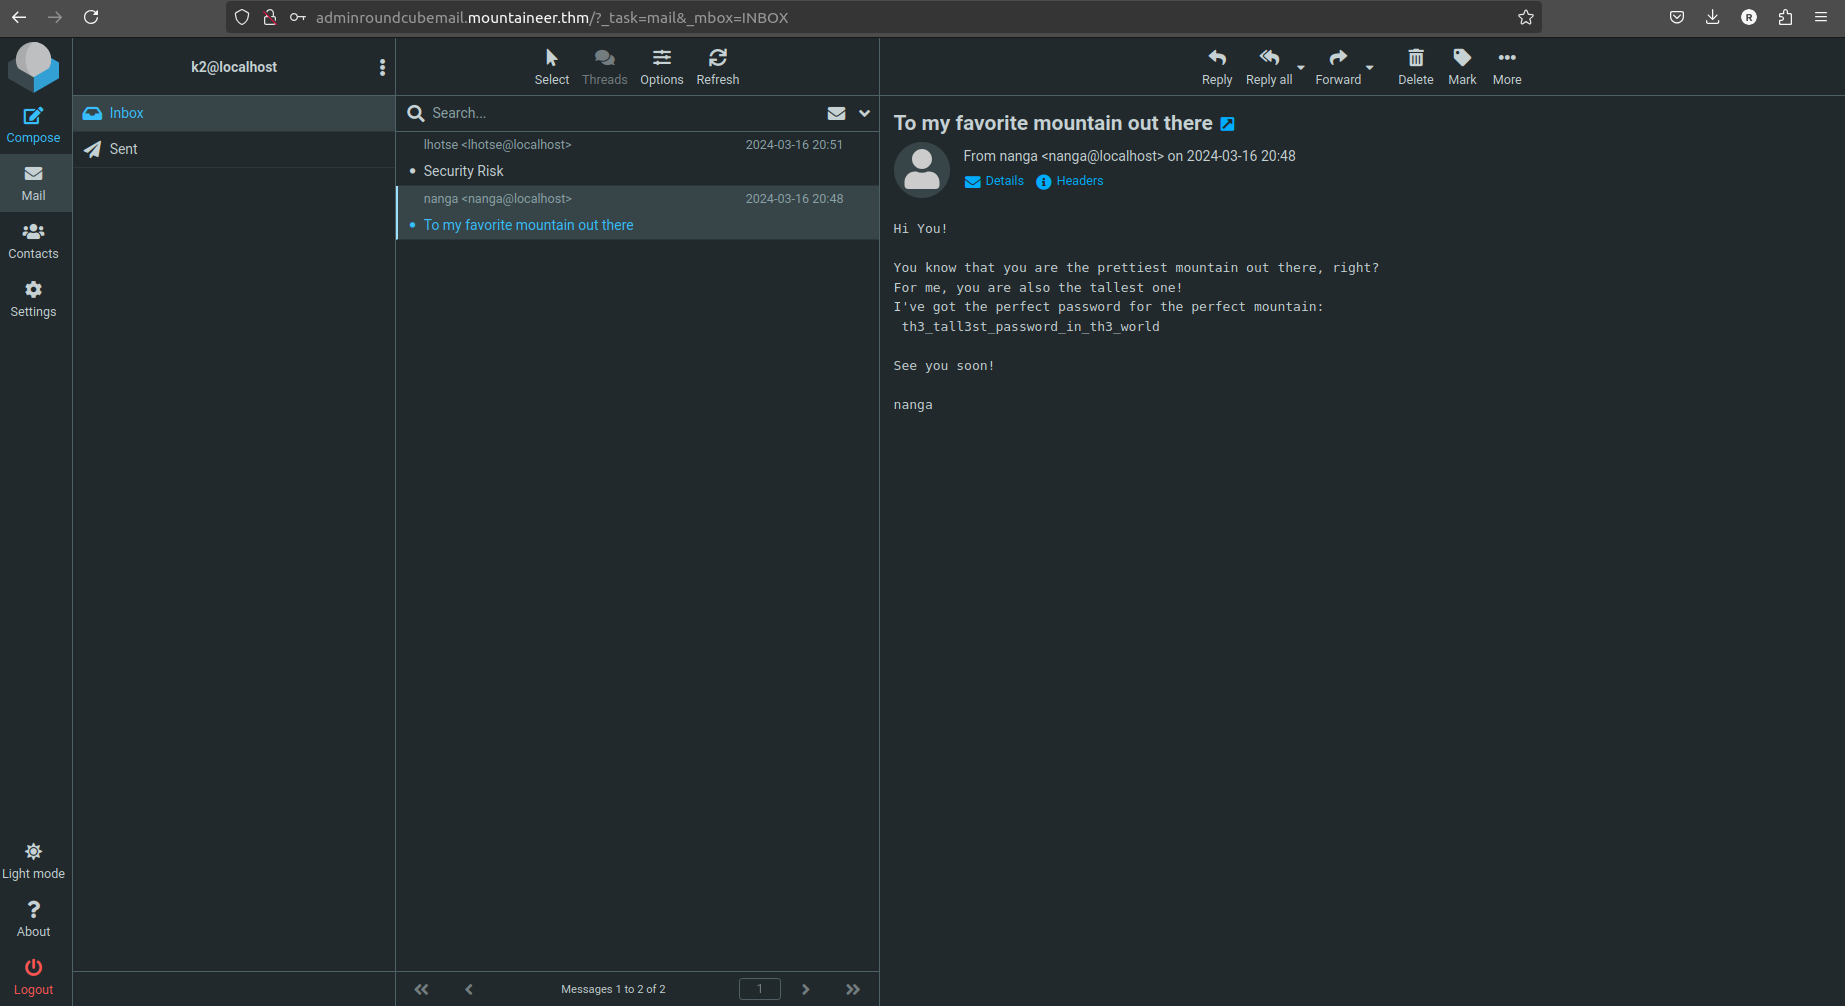 adminroundcubemail.mountaineer.thm/?_task=mail&_mbox=INBOX
R
Compose
Mail
Contacts
Settings
Light mode
About
Logout
k2@localhost
Inbox
Sent
Select
Threads
Options
Refresh
Search...
lhotse <lhotse@localhost> 2024-03-16 20:51
Security Risk
nanga <nanga@localhost> 2024-03-16 20:48
To my favorite mountain out there
Messages 1 to 2 of 2
1
Reply
Reply all
Forward
Delete
Mark
More
To my favorite mountain out there
From nanga <nanga@localhost> on 2024-03-16 20:48
Details Headers
Hi You!
You know that you are the prettiest mountain out there, right?
For me, you are also the tallest one!
I've got the perfect password for the perfect mountain:
th3_tall3st_password_in_th3_world
See you soon!
nanga